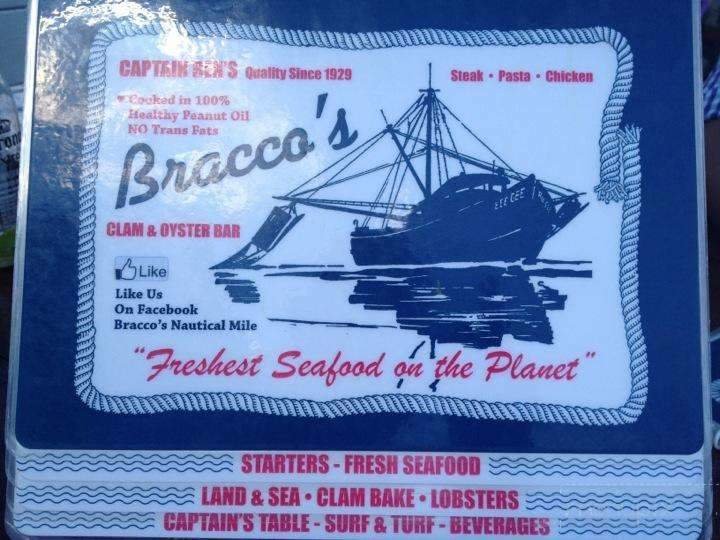 CAPTAIN BEN'S Quality Since 1929
Steak • Pasta • Chicken
♥ Cooked in 100%
Healthy Peanut Oil
NO Trans Fats
Bracco's
CLAM & OYSTER BAR
EEE GEE
Like
Like Us
On Facebook
Bracco's Nautical Mile
"Freshest Seafood on the Planet"
STARTERS - FRESH SEAFOOD
LAND & SEA • CLAM BAKE • LOBSTERS
CAPTAIN'S TABLE - SURF & TURF - BEVERAGES